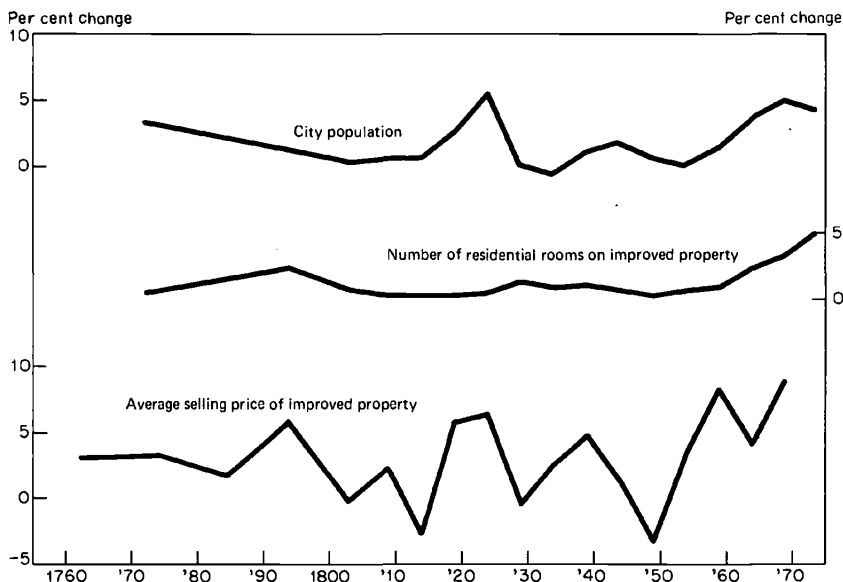 Per cent change Per cent change
10
5
City population
0
5
Number of residential rooms on improved property
0
10
Average selling price of improved property
5
0
-5
1760 '70 '80 '90 1800 '10 '20 '30 '40 '50 '60 '70